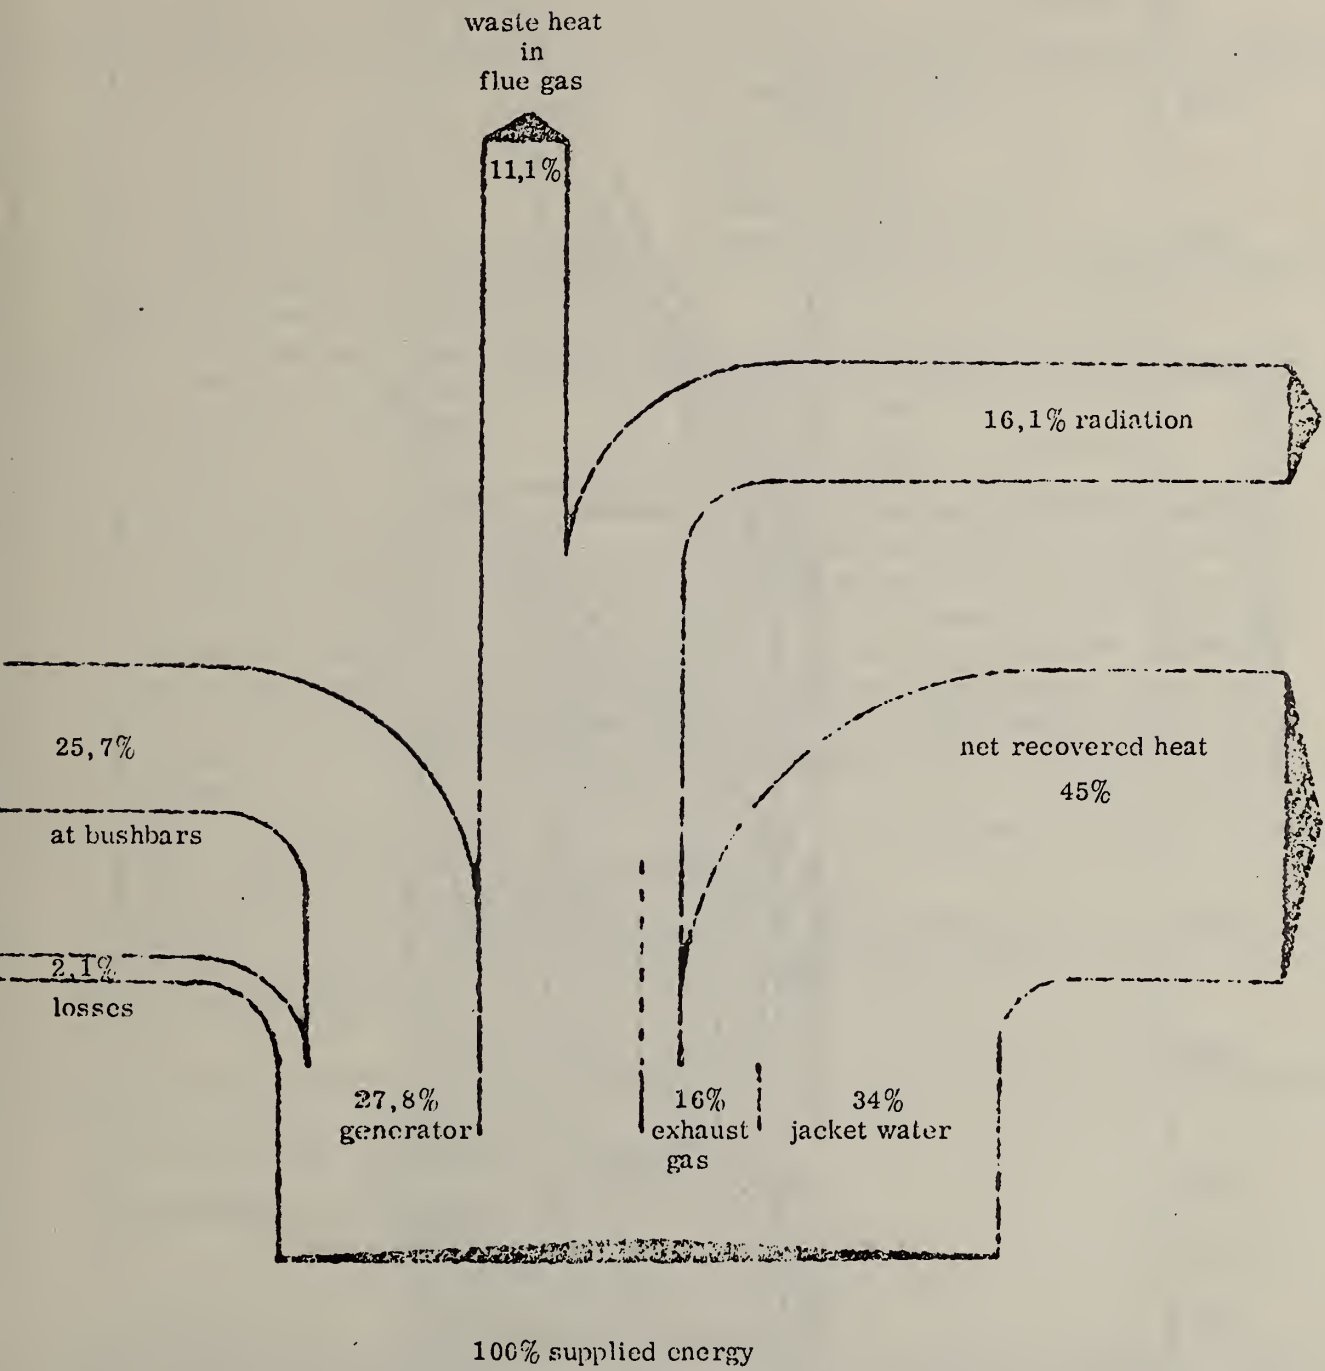 waste heat
in
flue gas
11,1%
16,1% radiation
25,7%
at bushbars
net recovered heat
45%
2,1%
losses
27,8%
generator
16%
exhaust
gas
34%
jacket water
100% supplied energy